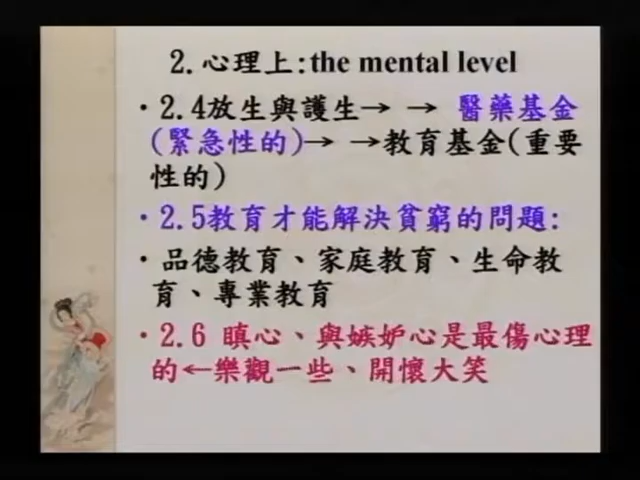 2.心理上:the mental level
•2.4放生與護生→ → 醫藥基金
(緊急性的)→ →教育基金(重要
性的)
•2.5教育才能解決貧窮的問題:
•品德教育、家庭教育、生命教
育、專業教育
•2.6 瞋心、與嫉妒心是最傷心理
的←樂觀一些、開懷大笑